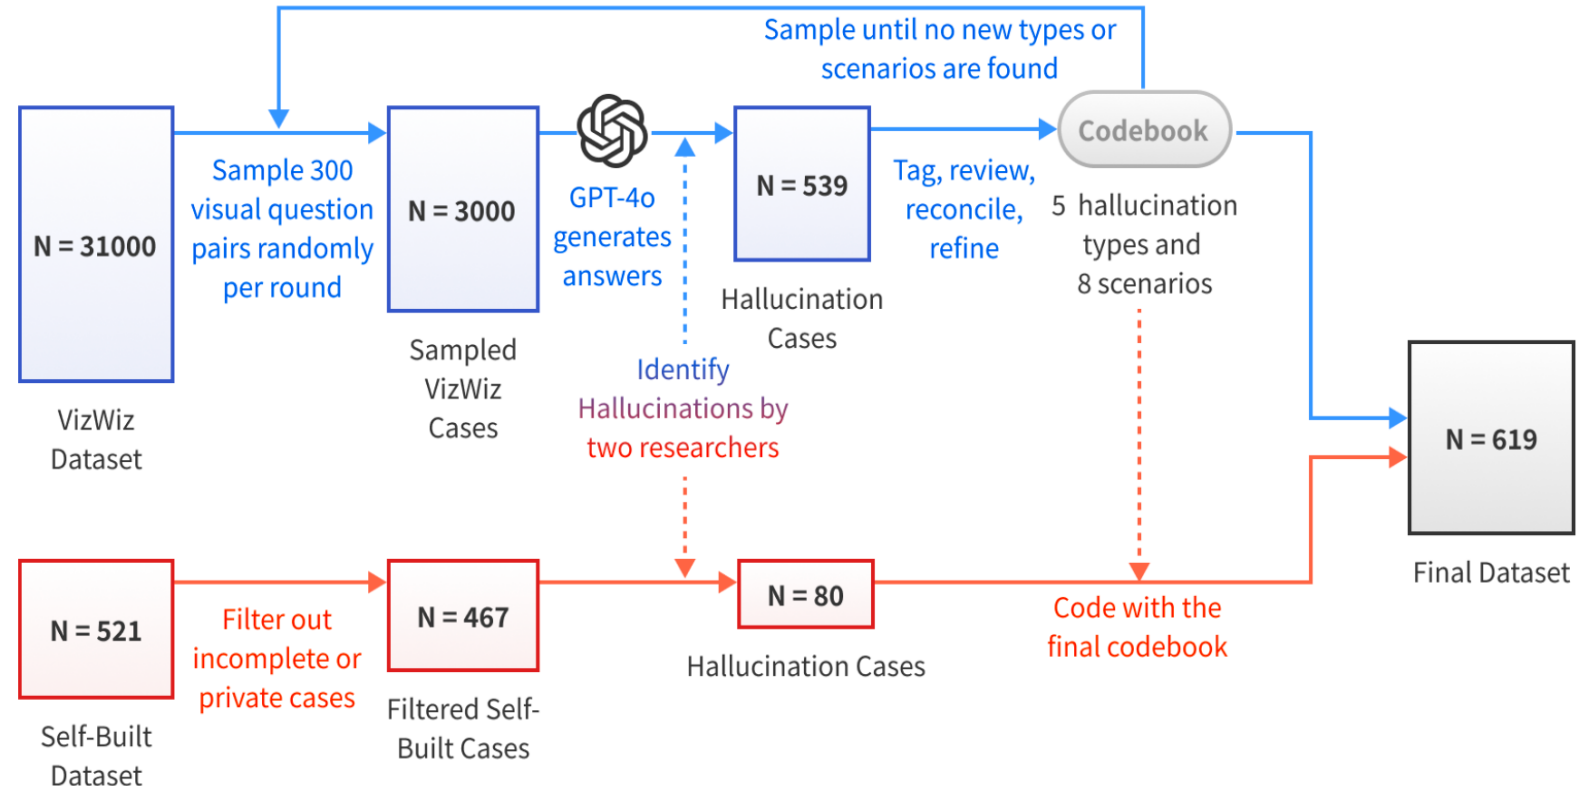 Sample until no new types or
scenarios are found
N = 31000
VizWiz
Dataset
Sample 300
visual question
pairs randomly
per round
N = 3000
Sampled
VizWiz
Cases
GPT-4o
generates
answers
Identify
Hallucinations by
two researchers
N = 539
Hallucination
Cases
Tag, review,
reconcile,
refine
Codebook
5 hallucination
types and
8 scenarios
N = 521
Self-Built
Dataset
Filter out
incomplete or
private cases
N = 467
Filtered Self-
Built Cases
N = 80
Hallucination Cases
Code with the
final codebook
N = 619
Final Dataset